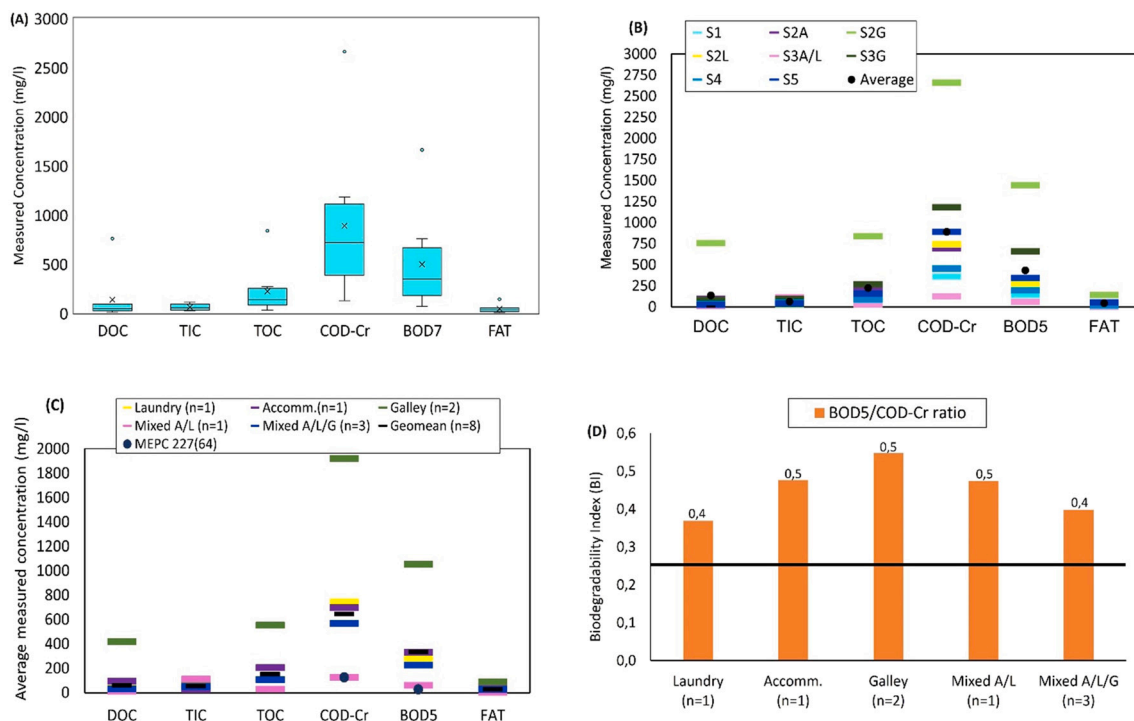 (A)
Measured Concentration (mg/l)
3000
2500
2000
1500
1000
500
0
DOC TIC TOC COD-Cr BOD7 FAT
(B)
S1 S2A S2G
S2L S3A/L S3G
S4 S5 Average
Measured Concentration (mg/l)
3000
2750
2500
2250
2000
1750
1500
1250
1000
750
500
250
0
DOC TIC TOC COD-Cr BOD5 FAT
(C)
Laundry (n=1) Accomm.(n=1) Galley (n=2)
Mixed A/L (n=1) Mixed A/L/G (n=3) Geomean (n=8)
MEPC 227(64)
Average measured concentration (mg/l)
2000
1800
1600
1400
1200
1000
800
600
400
200
0
DOC TIC TOC COD-Cr BOD5 FAT
(D)
BOD5/COD-Cr ratio
Biodegradability Index (BI)
0,6
0,5
0,4
0,3
0,2
0,1
0,0
0,4 0,5 0,5 0,5 0,4
Laundry Accomm. Galley Mixed A/L Mixed A/L/G
(n=1) (n=1) (n=2) (n=1) (n=3)